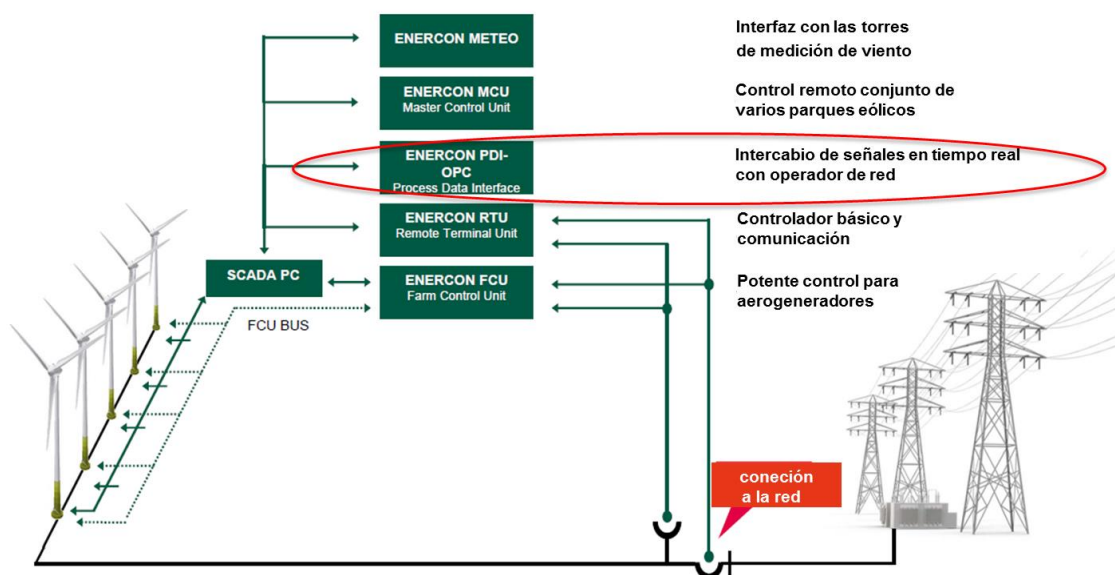 ENERCON METEO
Interfaz con las torres
de medición de viento
ENERCON MCU
Master Control Unit
Control remoto conjunto de
varios parques eólicos
ENERCON PDI-
OPC
Process Data Interface
Intercabio de señales en tiempo real
con operador de red
ENERCON RTU
Remote Terminal Unit
Controlador básico y
comunicación
SCADA PC
ENERCON FCU
Farm Control Unit
Potente control para
aerogeneradores
FCU BUS
coneción
a la red